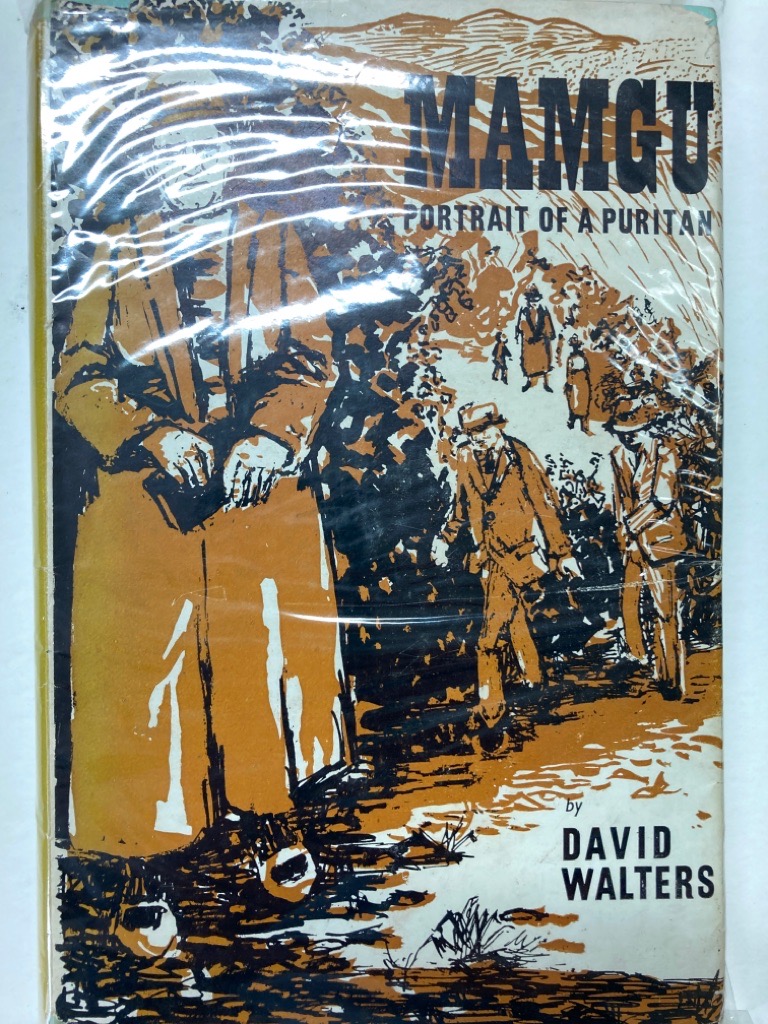 MAMGU
PORTRAIT OF A PURITAN
by
DAVID
WALTERS